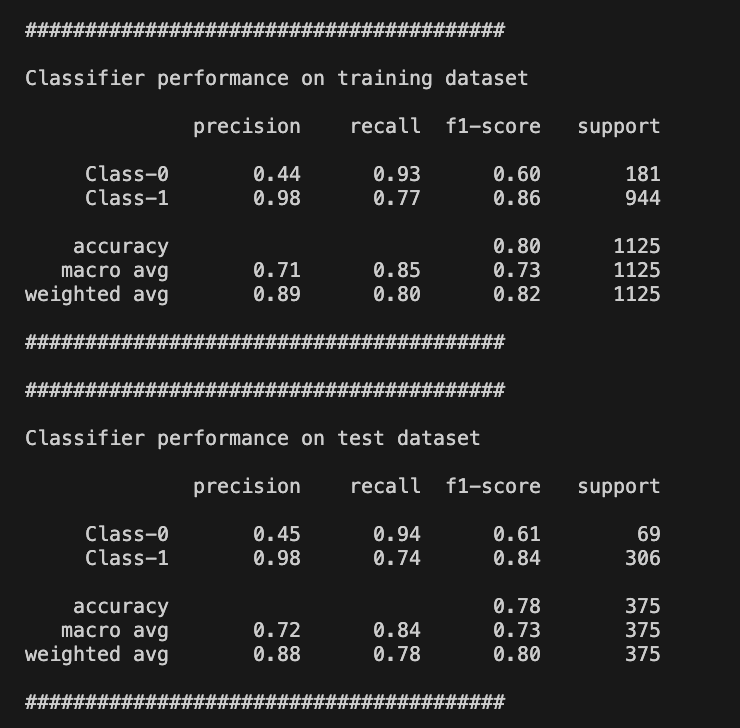 ########################################
Classifier performance on training dataset
precision recall f1-score support
Class-0 0.44 0.93 0.60 181
Class-1 0.98 0.77 0.86 944
accuracy 0.80 1125
macro avg 0.71 0.85 0.73 1125
weighted avg 0.89 0.80 0.82 1125
########################################
########################################
Classifier performance on test dataset
precision recall f1-score support
Class-0 0.45 0.94 0.61 69
Class-1 0.98 0.74 0.84 306
accuracy 0.78 375
macro avg 0.72 0.84 0.73 375
weighted avg 0.88 0.78 0.80 375
########################################